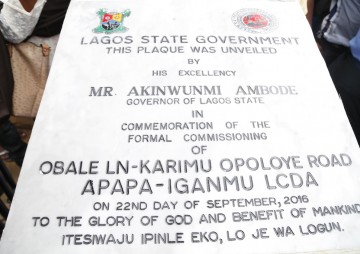 LAGOS STATE GOVERNMENT
THIS PLAQUE WAS UNVEILED
BY
HIS EXCELLENCY
MR. AKINWUNMI AMBODE
GOVERNOR OF LAGOS STATE
IN
COMMEMORATION OF THE
FORMAL COMMISSIONING
OF
OBALE LN-KARIMU OPOLOYE ROAD
APAPA-IGANMU LCDA
ON 22ND DAY OF SEPTEMBER, 2016
TO THE GLORY OF GOD AND BENEFIT OF MANKIND
ITESIWAJU IPINLE EKO, LO JE WA LOGUN.